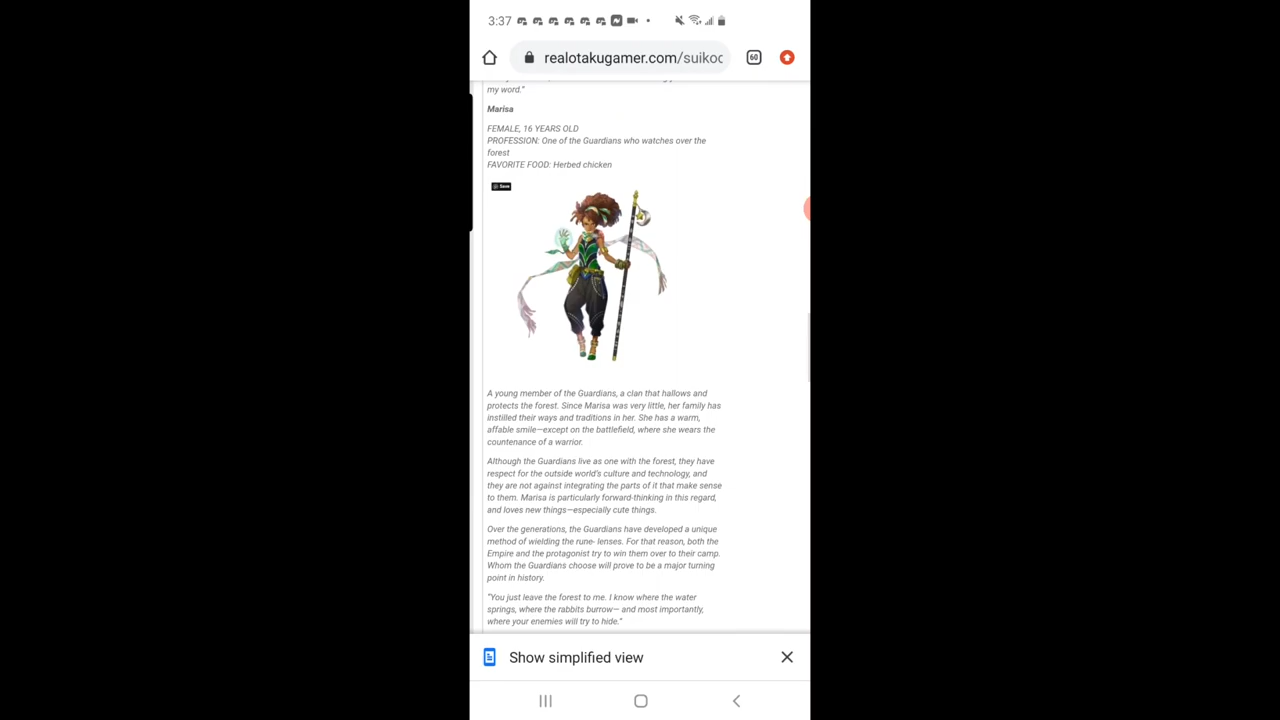 3:37
realotakugamer.com/suikoc
60
my word."
Marisa
FEMALE, 16 YEARS OLD
PROFESSION: One of the Guardians who watches over the
forest
FAVORITE FOOD: Herbed chicken
Save
A young member of the Guardians, a clan that hallows and
protects the forest. Since Marisa was very little, her family has
instilled their ways and traditions in her. She has a warm,
affable smile—except on the battlefield, where she wears the
countenance of a warrior.
Although the Guardians live as one with the forest, they have
respect for the outside world's culture and technology, and
they are not against integrating the parts of it that make sense
to them. Marisa is particularly forward-thinking in this regard,
and loves new things—especially cute things.
Over the generations, the Guardians have developed a unique
method of wielding the rune- lenses. For that reason, both the
Empire and the protagonist try to win them over to their camp.
Whom the Guardians choose will prove to be a major turning
point in history.
"You just leave the forest to me. I know where the water
springs, where the rabbits burrow— and most importantly,
where your enemies will try to hide."
Show simplified view